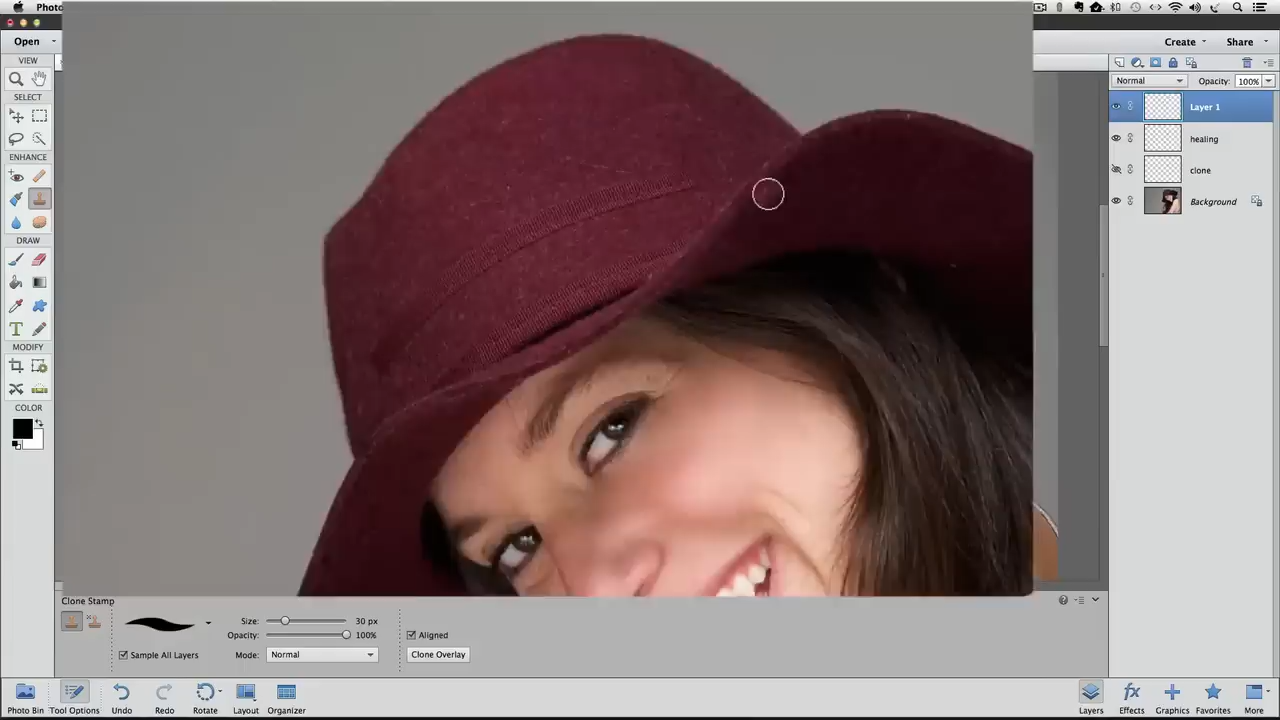 Photo
Open
Create
Share
VIEW
SELECT
ENHANCE
DRAW
MODIFY
COLOR
T
Normal
Opacity: 100%
Layer 1
healing
clone
Background
Clone Stamp
Size: 30 px
Opacity: 100%
Sample All Layers
Mode: Normal
Aligned
Clone Overlay
Photo Bin
Tool Options
Undo
Redo
Rotate
Layout
Organizer
Layers
fx
Effects
Graphics
Favorites
More